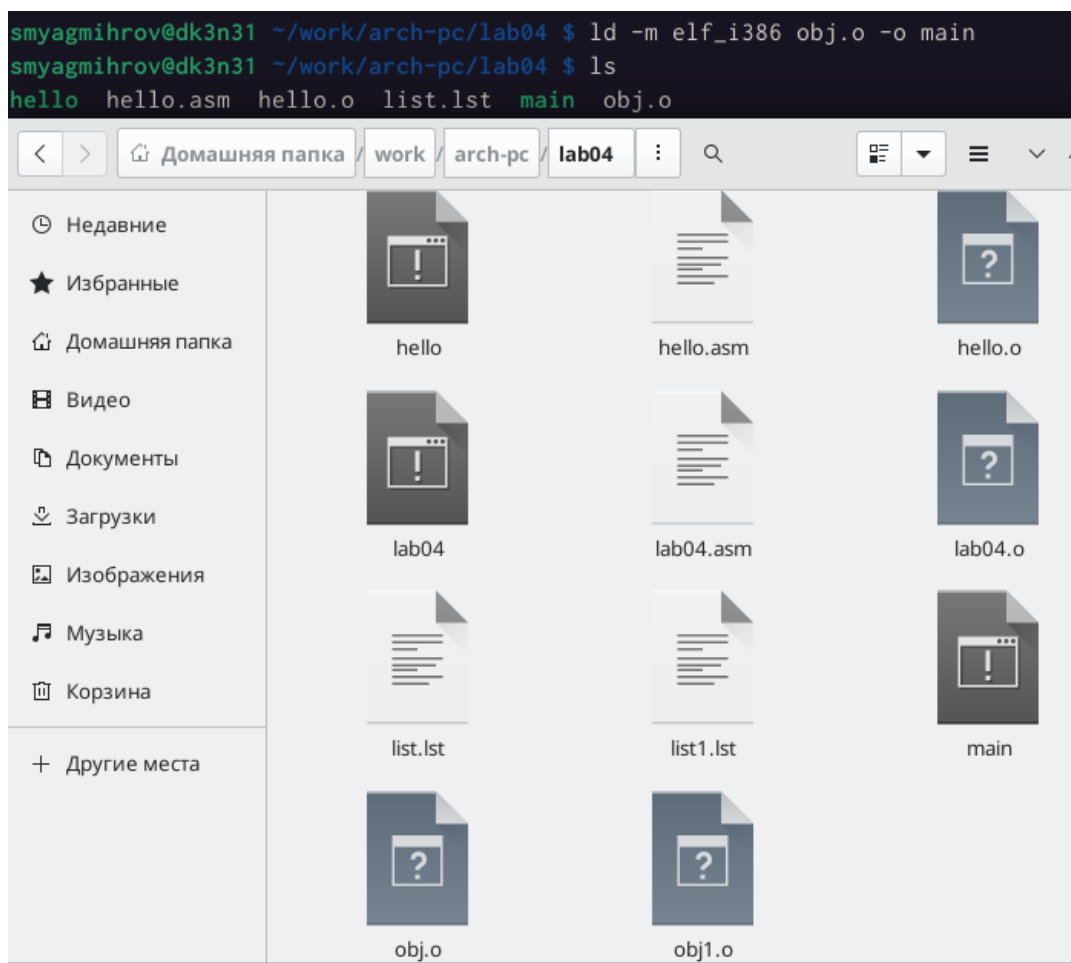 smyagmihrov@dk3n31 ~/work/arch-pc/lab04 $ ld -m elf_i386 obj.o -o main
smyagmihrov@dk3n31 ~/work/arch-pc/lab04 $ ls
hello hello.asm hello.o list.lst main obj.o
Домашняя папка / work / arch-pc / lab04
Недавние
Избранные
Домашняя папка
Видео
Документы
Загрузки
Изображения
Музыка
Корзина
+ Другие места
hello hello.asm hello.o
lab04 lab04.asm lab04.o
list.lst list1.lst main
obj.o obj1.o